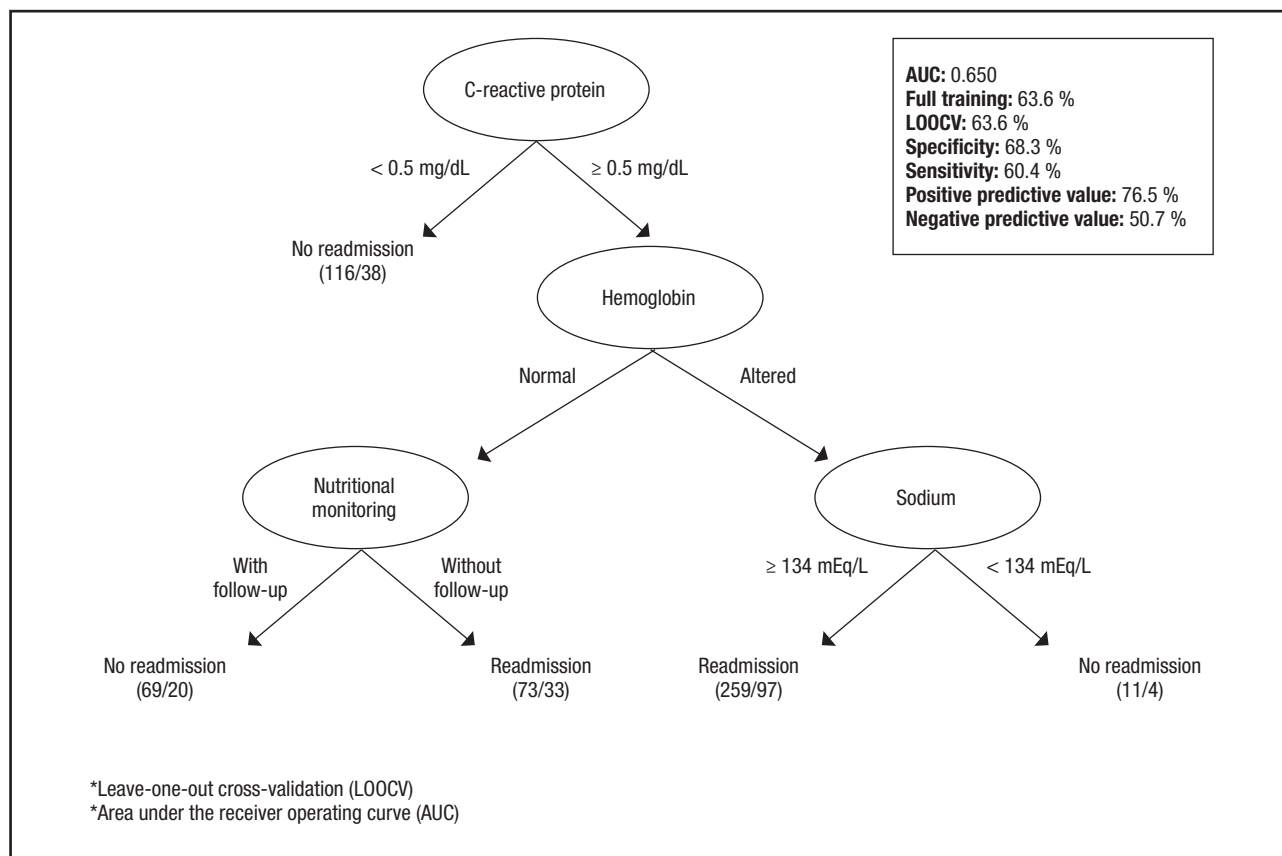 C-reactive protein
AUC: 0.650
Full training: 63.6 %
LOOCV: 63.6 %
Specificity: 68.3 %
Sensitivity: 60.4 %
Positive predictive value: 76.5 %
Negative predictive value: 50.7 %
< 0.5 mg/dL
≥ 0.5 mg/dL
No readmission
(116/38)
Hemoglobin
Normal
Altered
Nutritional
monitoring
Sodium
With
follow-up
Without
follow-up
≥ 134 mEq/L
< 134 mEq/L
No readmission
(69/20)
Readmission
(73/33)
Readmission
(259/97)
No readmission
(11/4)
*Leave-one-out cross-validation (LOOCV)
*Area under the receiver operating curve (AUC)